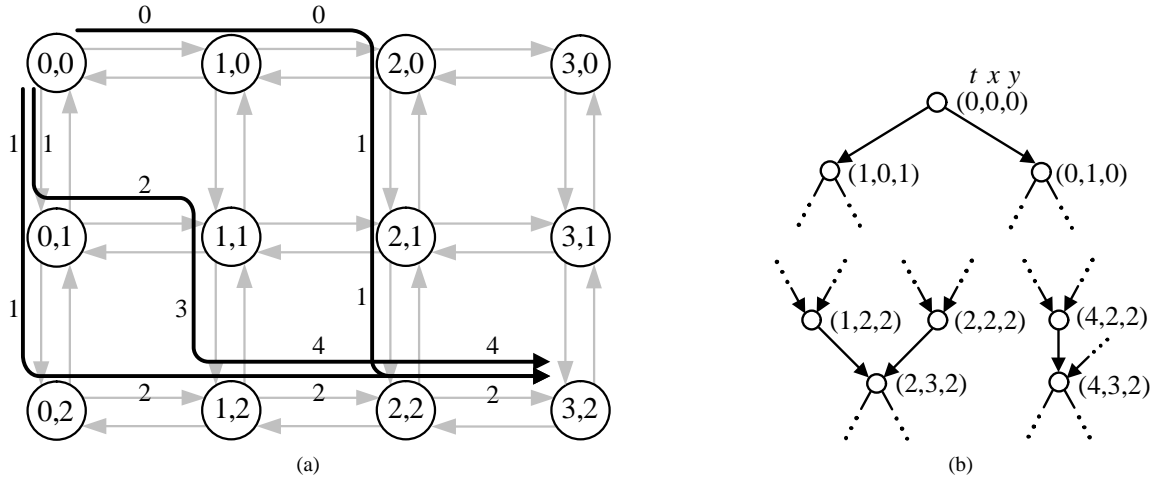 0 0
0,0 1,0 2,0 3,0
1 1 1
2
0,1 1,1 2,1 3,1
1 3 1
4 4
2 2 2
0,2 1,2 2,2 3,2
(a)
t x y
(0,0,0)
(1,0,1) (0,1,0)
(1,2,2) (2,2,2) (4,2,2)
(2,3,2) (4,3,2)
(b)